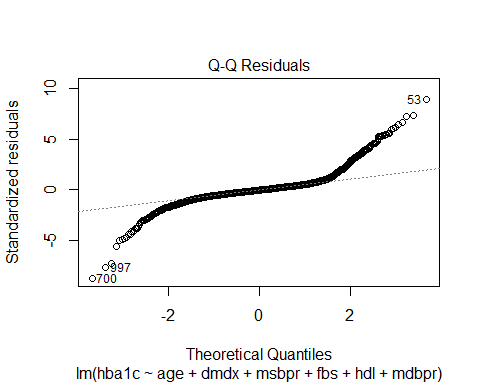 Q-Q Residuals
Standardized residuals
10
5
0
-5
53
997
700
-2
0
2
Theoretical Quantiles
lm(hba1c ~ age + dmdx + msbpr + fbs + hdl + mdbpr)